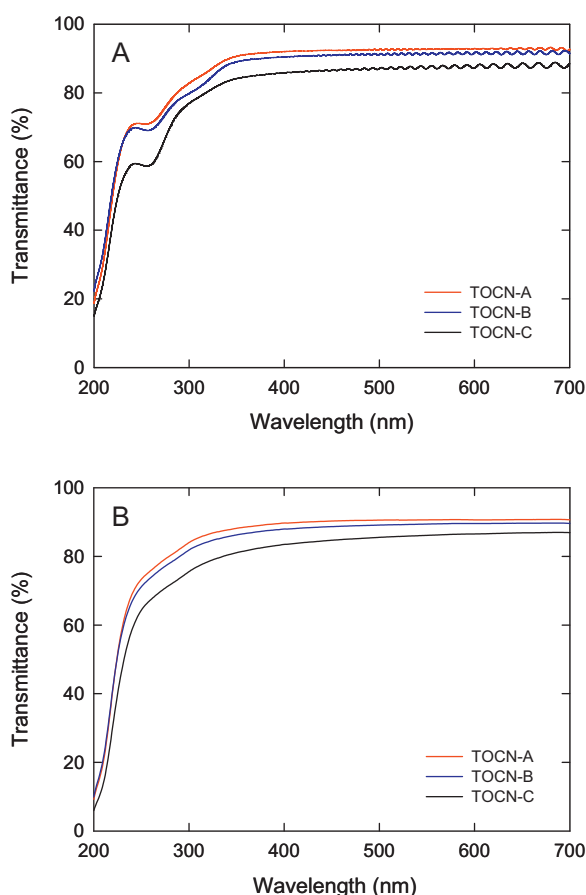 A
100
80
60
40
20
0
Transmittance (%)
TOCN-A
TOCN-B
TOCN-C
200 300 400 500 600 700
Wavelength (nm)
B
100
80
60
40
20
0
Transmittance (%)
TOCN-A
TOCN-B
TOCN-C
200 300 400 500 600 700
Wavelength (nm)